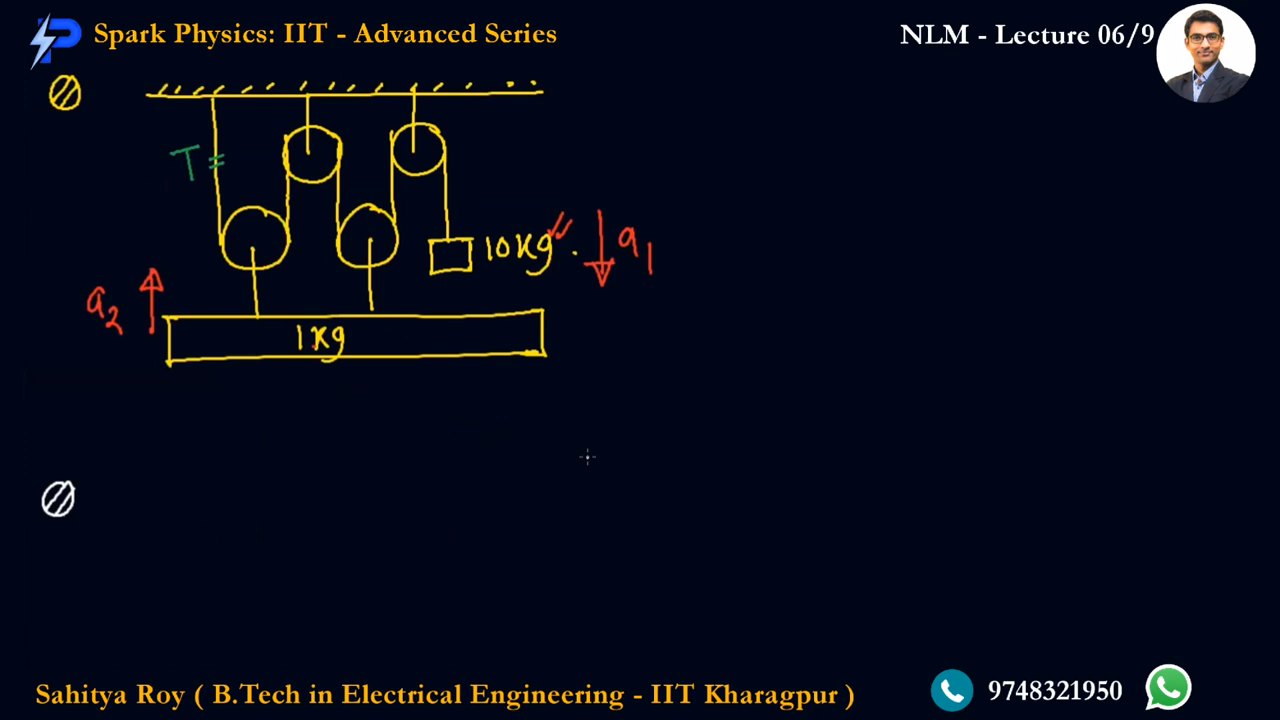 Spark Physics: IIT - Advanced Series
NLM - Lecture 06/9
T =
10kg
a1
a2
1kg
Sahitya Roy ( B.Tech in Electrical Engineering - IIT Kharagpur )
9748321950